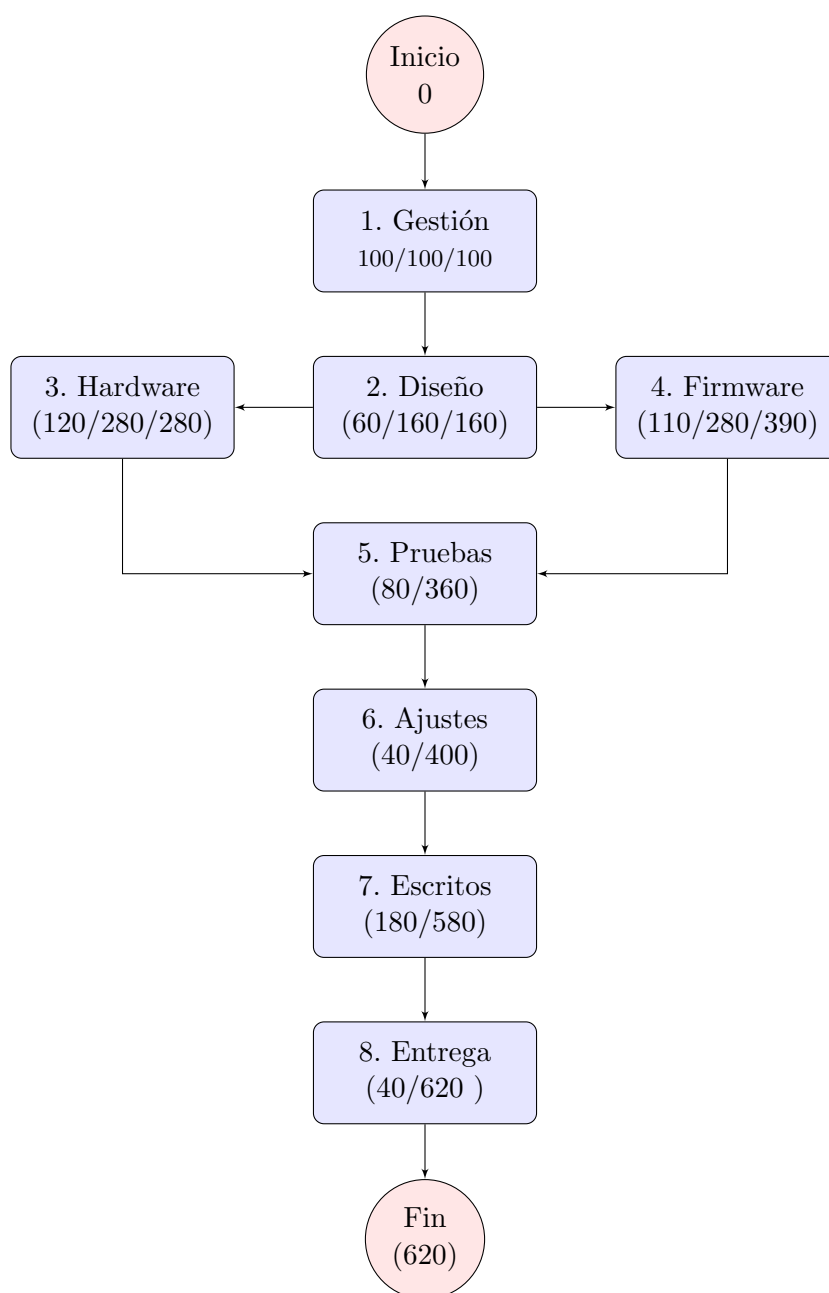 Inicio
0
1. Gestión
100/100/100
3. Hardware
(120/280/280)
2. Diseño
(60/160/160)
4. Firmware
(110/280/390)
5. Pruebas
(80/360)
6. Ajustes
(40/400)
7. Escritos
(180/580)
8. Entrega
(40/620 )
Fin
(620)